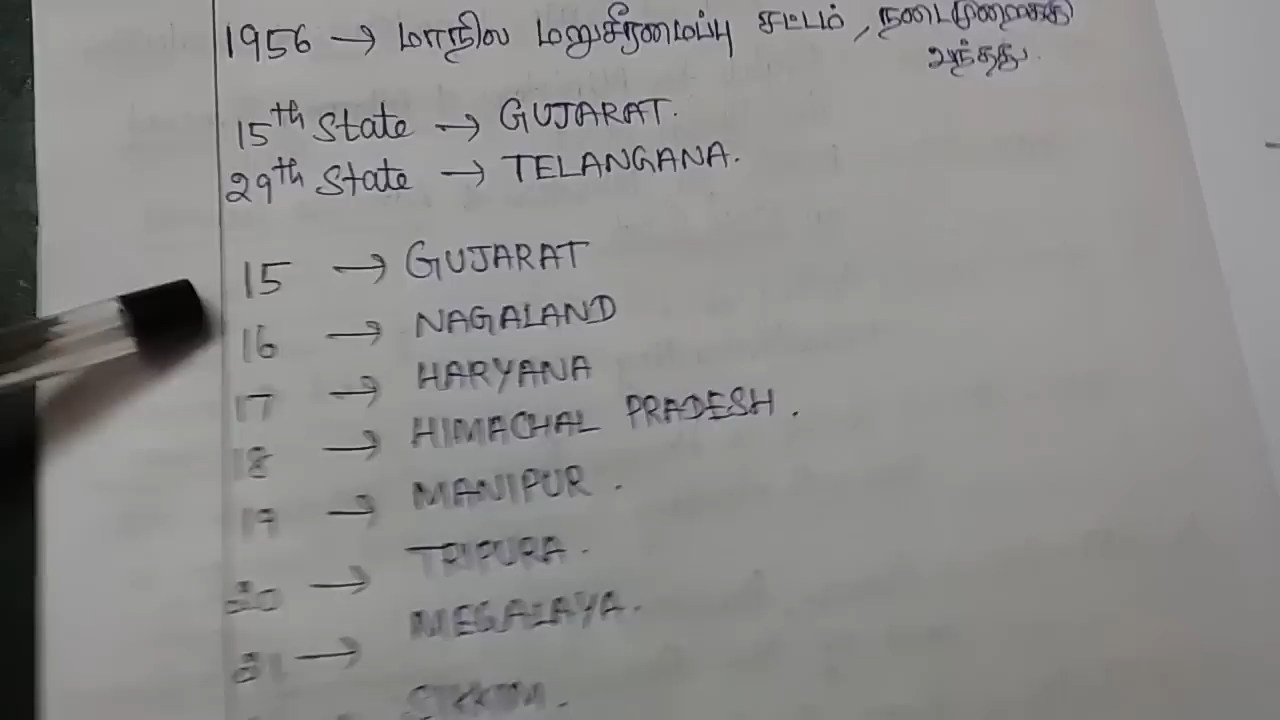 1956 → மாநில மறுசீரமைப்பு சட்டம், நடைமுறைக்கு
வந்தது.
15th State → GUJARAT.
29th State → TELANGANA.
15 → GUJARAT
16 → NAGALAND
17 → HARYANA
18 → HIMACHAL PRADESH.
19 → MANIPUR.
20 → TRIPURA.
21 → MEGALAYA.
SIKKIM.